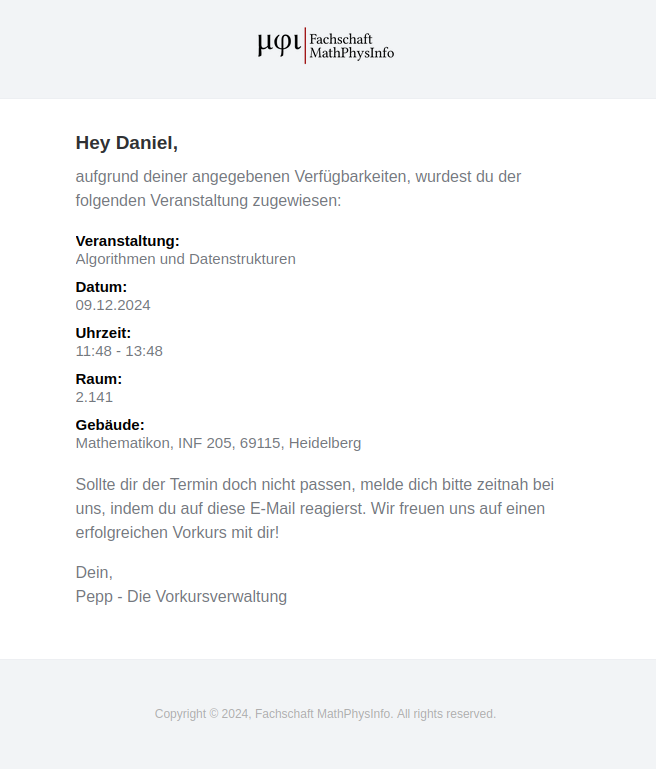 μφι Fachschaft
MathPhysInfo
Hey Daniel,
aufgrund deiner angegebenen Verfügbarkeiten, wurdest du der
folgenden Veranstaltung zugewiesen:
Veranstaltung:
Algorithmen und Datenstrukturen
Datum:
09.12.2024
Uhrzeit:
11:48 - 13:48
Raum:
2.141
Gebäude:
Mathematikon, INF 205, 69115, Heidelberg
Sollte dir der Termin doch nicht passen, melde dich bitte zeitnah bei
uns, indem du auf diese E-Mail reagierst. Wir freuen uns auf einen
erfolgreichen Vorkurs mit dir!
Dein,
Pepp - Die Vorkursverwaltung
Copyright © 2024, Fachschaft MathPhysInfo. All rights reserved.